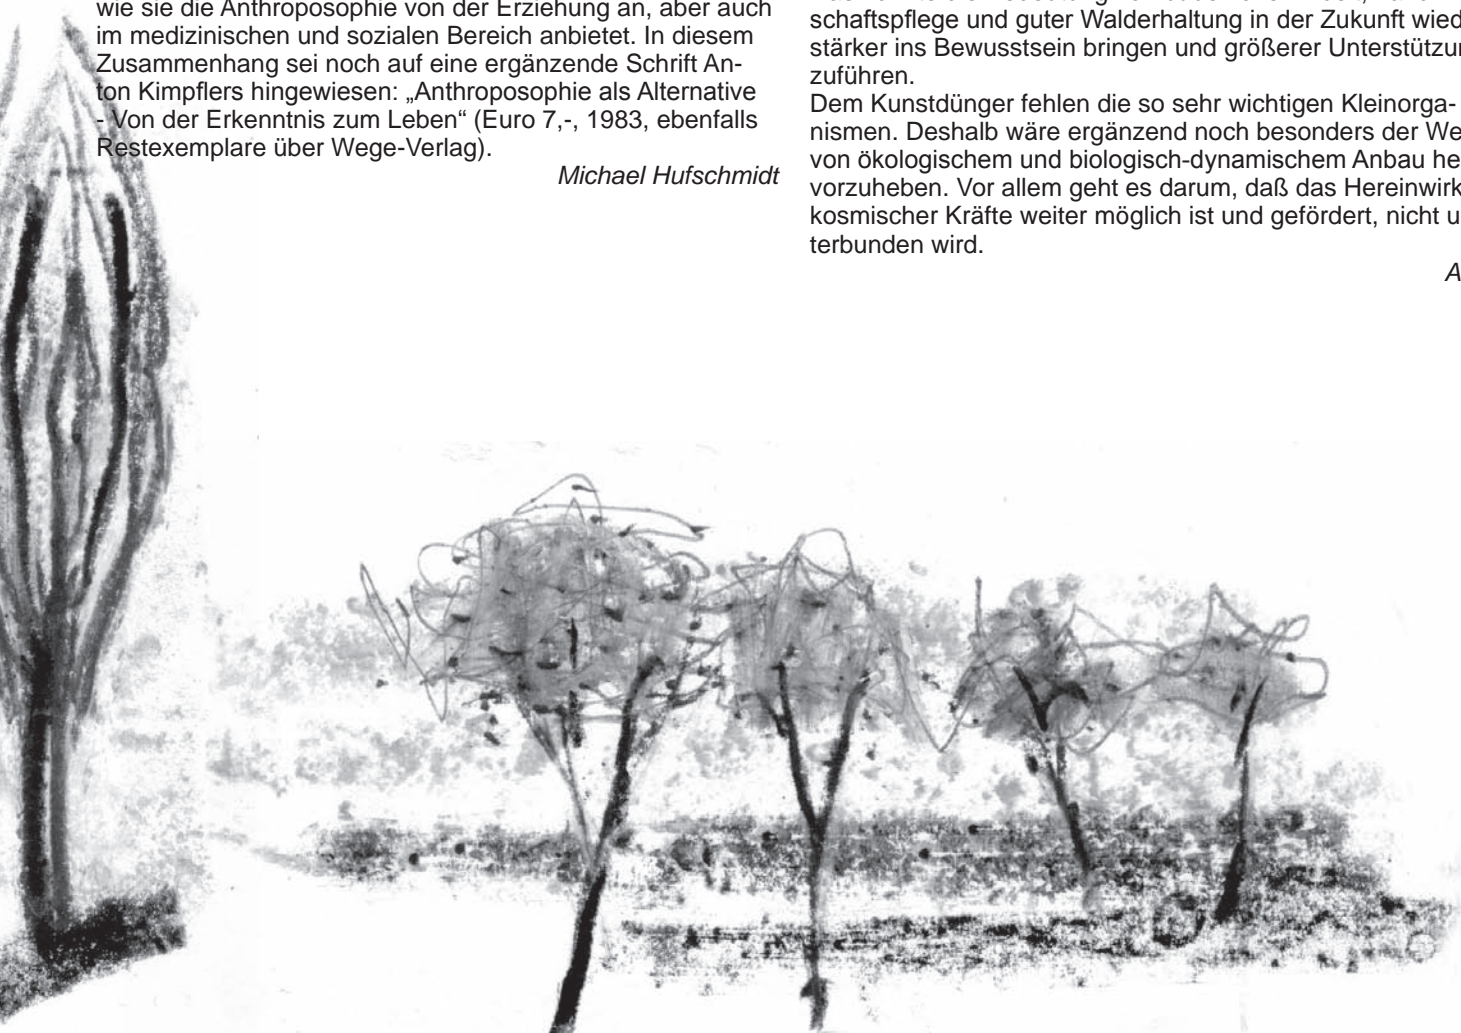 wie sie die Anthroposophie von der Erziehung an, aber auch
im medizinischen und sozialen Bereich anbietet. In diesem
Zusammenhang sei noch auf eine ergänzende Schrift An-
ton Kimpflers hingewiesen: „Anthroposophie als Alternative
- Von der Erkenntnis zum Leben“ (Euro 7,-, 1983, ebenfalls
Restexemplare über Wege-Verlag).
Michael Hufschmidt
schaftspflege und guter Walderhaltung in der Zukunft wied
stärker ins Bewusstsein bringen und größerer Unterstützu
zuführen.
Dem Kunstdünger fehlen die so sehr wichtigen Kleinorga-
nismen. Deshalb wäre ergänzend noch besonders der We
von ökologischem und biologisch-dynamischem Anbau he
vorzuheben. Vor allem geht es darum, daß das Hereinwirk
kosmischer Kräfte weiter möglich ist und gefördert, nicht u
terbunden wird.
A